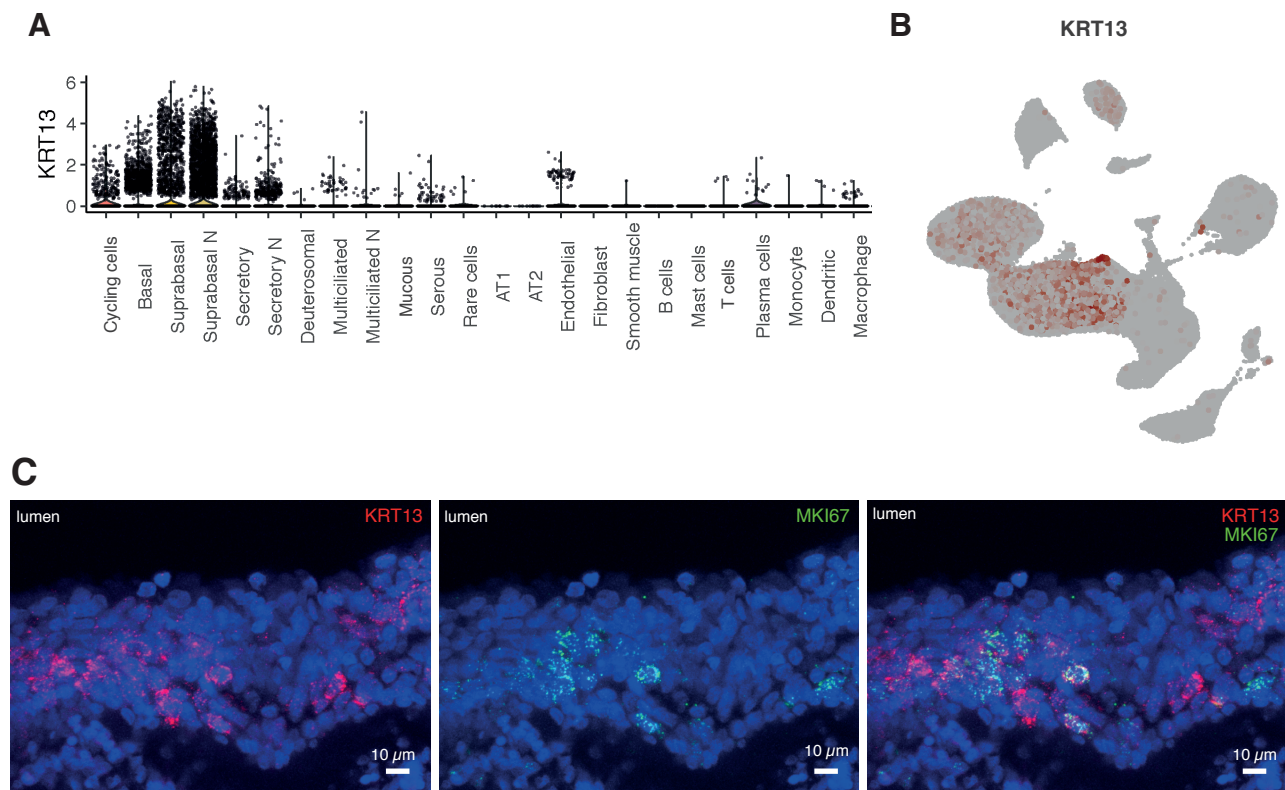 A
KRT13
6
4
2
0
Cycling cells
Basal
Suprabasal
Suprabasal N
Secretory
Secretory N
Deuterosomal
Multiciliated
Multiciliated N
Mucous
Serous
Rare cells
AT1
AT2
Endothelial
Fibroblast
Smooth muscle
B cells
Mast cells
T cells
Plasma cells
Monocyte
Dendritic
Macrophage
B
KRT13
C
lumen
KRT13
10 µm
lumen
MKI67
10 µm
lumen
KRT13
MKI67
10 µm